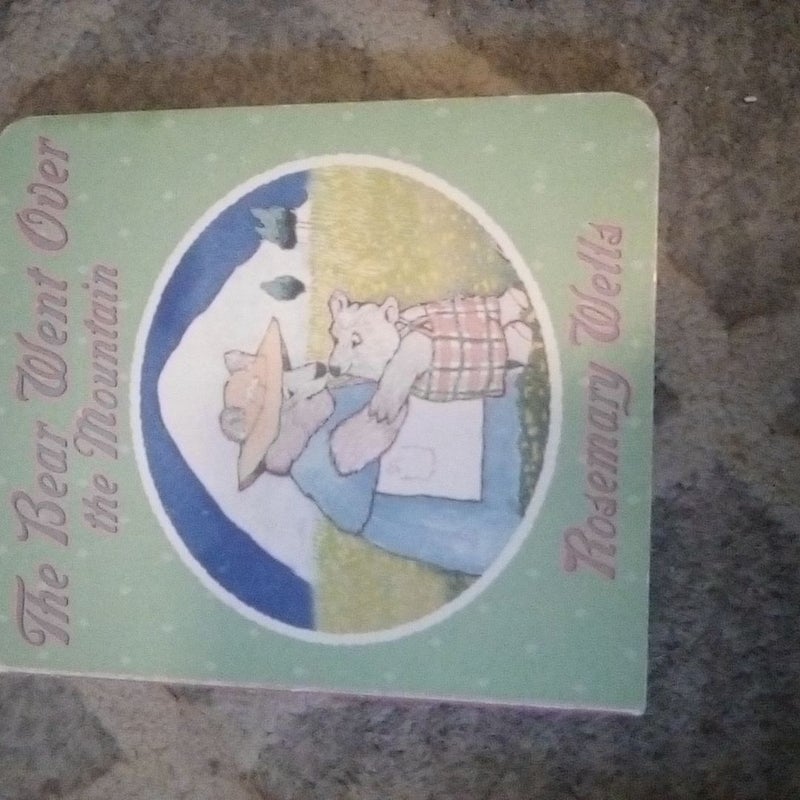 The Bear Went Over
the Mountain
Rosemary Wells